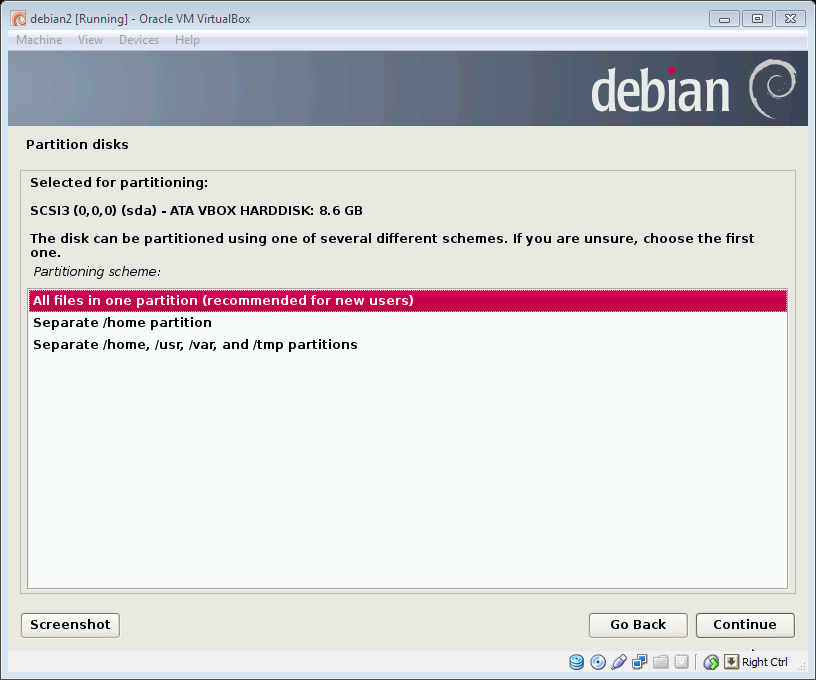 debian2 [Running] - Oracle VM VirtualBox
Machine View Devices Help
debian
Partition disks
Selected for partitioning:
SCSI3 (0,0,0) (sda) - ATA VBOX HARDDISK: 8.6 GB
The disk can be partitioned using one of several different schemes. If you are unsure, choose the first
one.
Partitioning scheme:
All files in one partition (recommended for new users)
Separate /home partition
Separate /home, /usr, /var, and /tmp partitions
Screenshot Go Back Continue
Right Ctrl